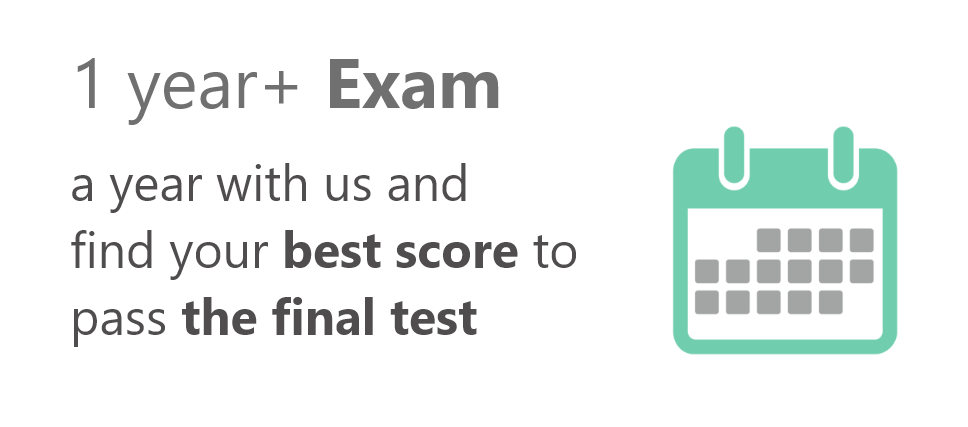 1 year+ Exam
a year with us and
find your best score to
pass the final test